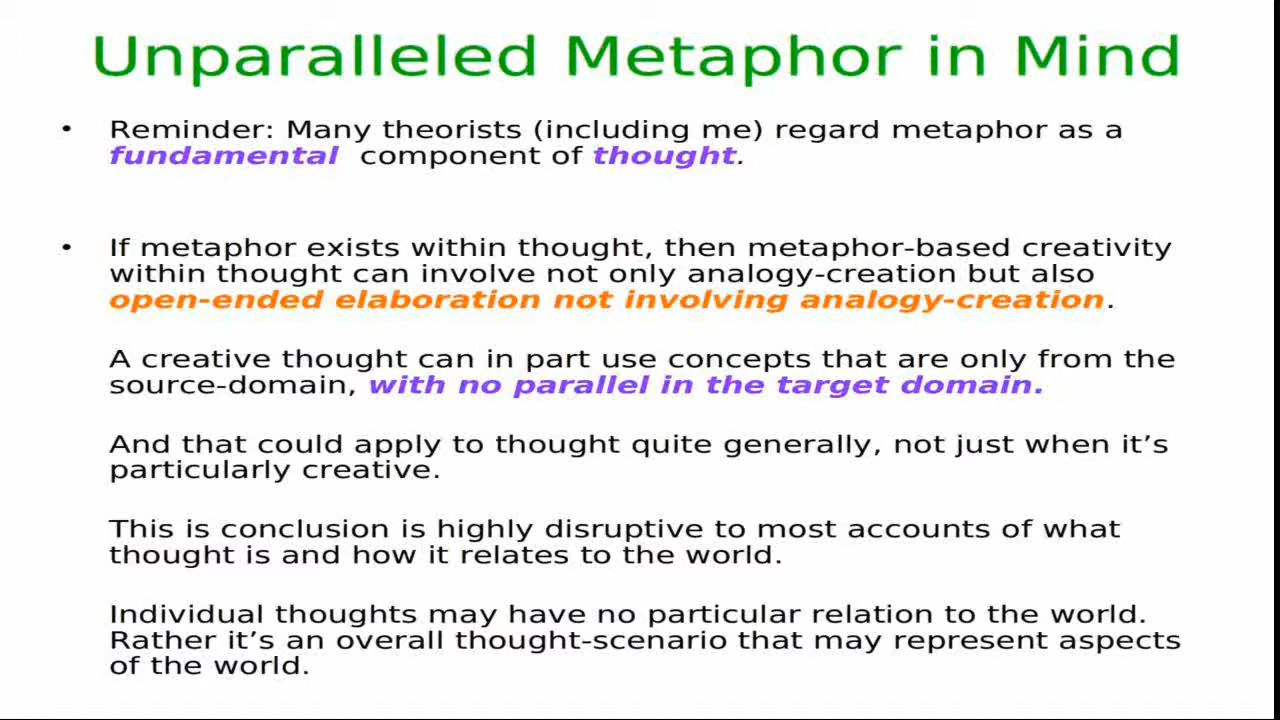 Unparalleled Metaphor in Mind
• Reminder: Many theorists (including me) regard metaphor as a
fundamental component of thought.
• If metaphor exists within thought, then metaphor-based creativity
within thought can involve not only analogy-creation but also
open-ended elaboration not involving analogy-creation.
A creative thought can in part use concepts that are only from the
source-domain, with no parallel in the target domain.
And that could apply to thought quite generally, not just when it’s
particularly creative.
This is conclusion is highly disruptive to most accounts of what
thought is and how it relates to the world.
Individual thoughts may have no particular relation to the world.
Rather it’s an overall thought-scenario that may represent aspects
of the world.